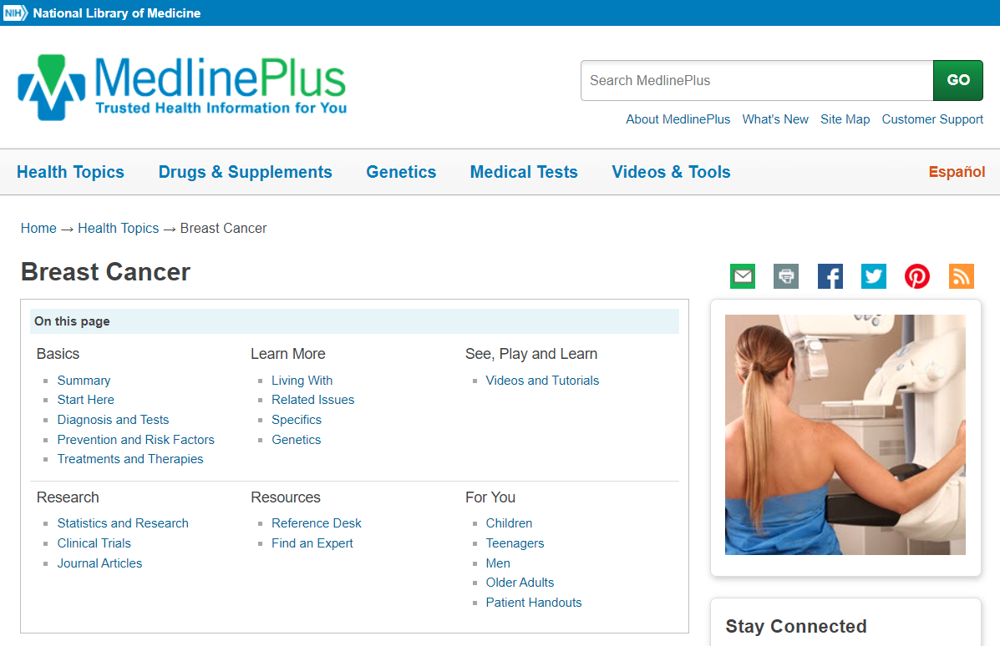 NIH National Library of Medicine
MedlinePlus
Trusted Health Information for You
Search MedlinePlus
GO
About MedlinePlus What's New Site Map Customer Support
Health Topics Drugs & Supplements Genetics Medical Tests Videos & Tools Español
Home → Health Topics → Breast Cancer
Breast Cancer
On this page
Basics
Summary
Start Here
Diagnosis and Tests
Prevention and Risk Factors
Treatments and Therapies
Learn More
Living With
Related Issues
Specifics
Genetics
See, Play and Learn
Videos and Tutorials
Research
Statistics and Research
Clinical Trials
Journal Articles
Resources
Reference Desk
Find an Expert
For You
Children
Teenagers
Men
Older Adults
Patient Handouts
Stay Connected